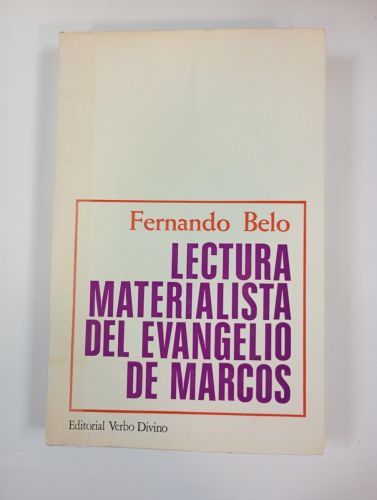 Fernando Belo
LECTURA
MATERIALISTA
DEL EVANGELIO
DE MARCOS
Editorial Verbo Divino